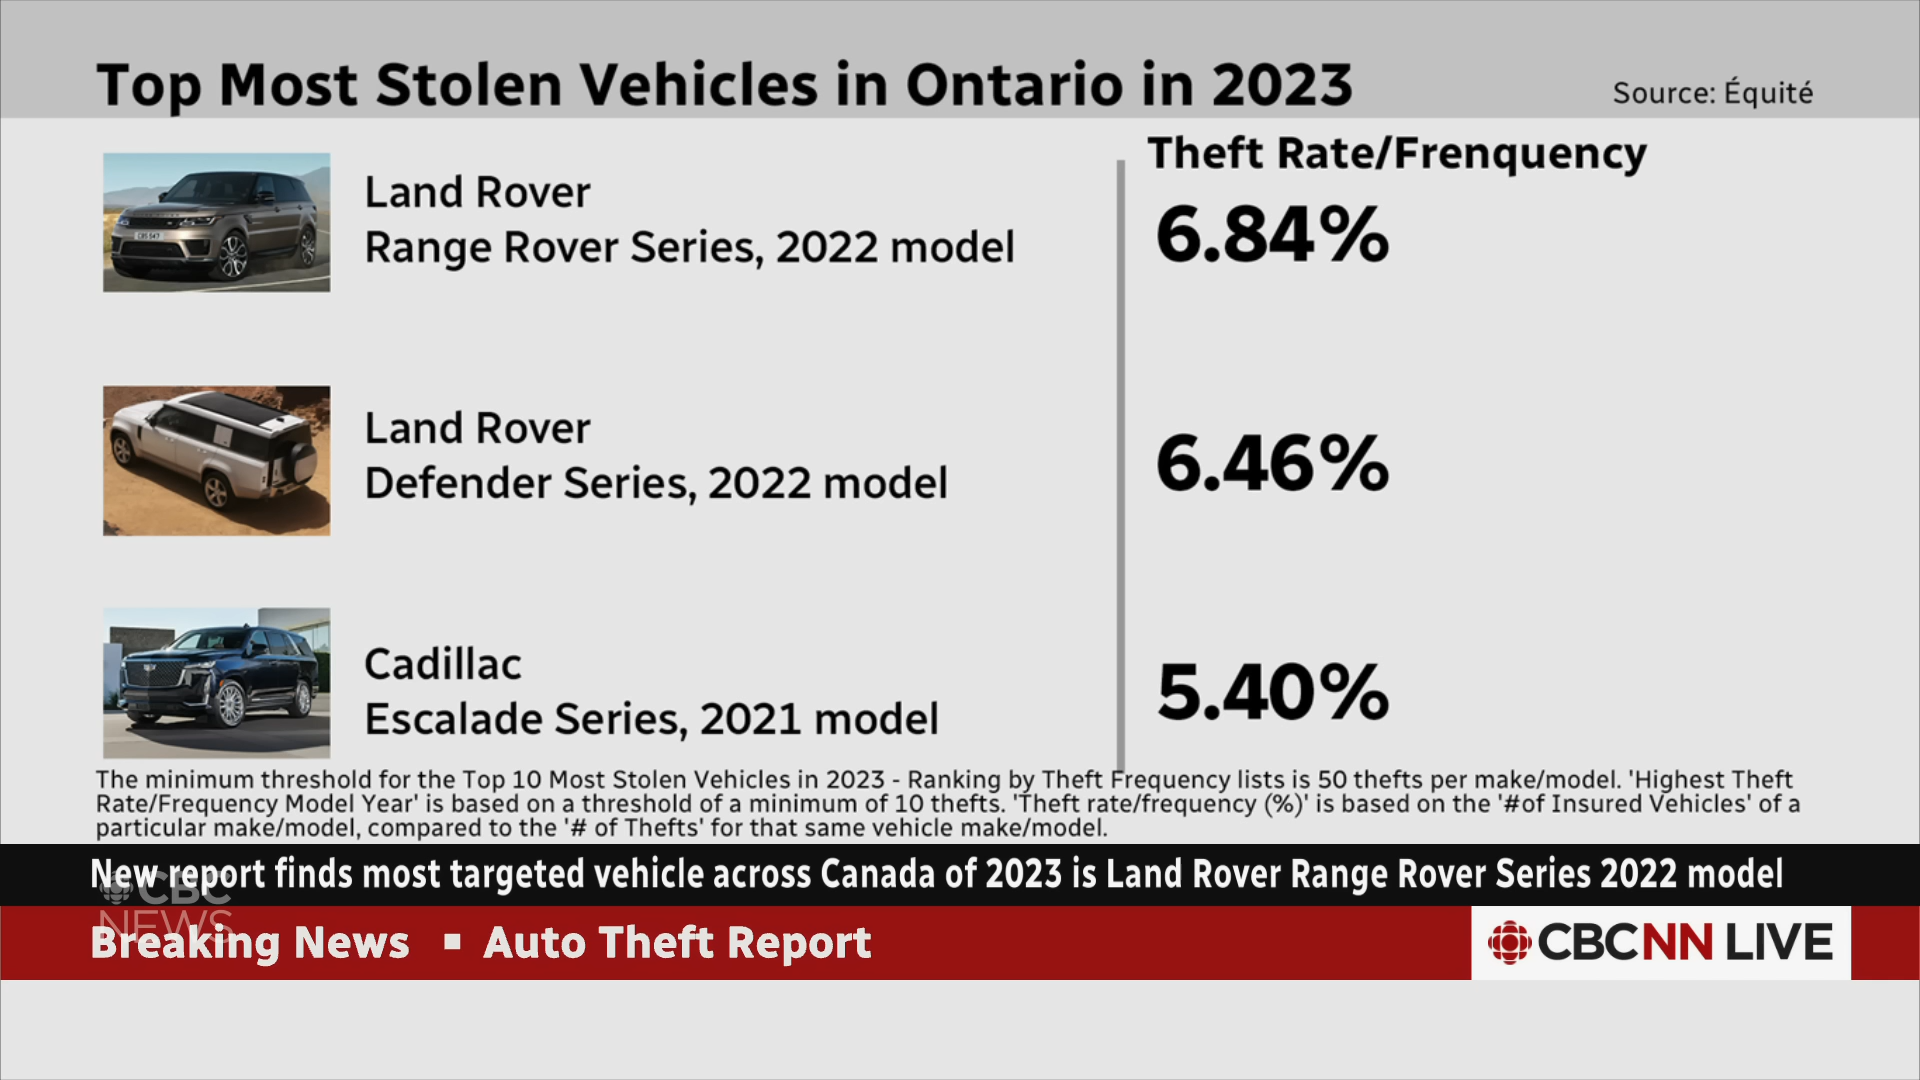 Top Most Stolen Vehicles in Ontario in 2023
Source: Équité
Theft Rate/Frenquency
Land Rover
Range Rover Series, 2022 model
6.84%
Land Rover
Defender Series, 2022 model
6.46%
Cadillac
Escalade Series, 2021 model
5.40%
The minimum threshold for the Top 10 Most Stolen Vehicles in 2023 - Ranking by Theft Frequency lists is 50 thefts per make/model. 'Highest Theft
Rate/Frequency Model Year' is based on a threshold of a minimum of 10 thefts. 'Theft rate/frequency (%)' is based on the '#of Insured Vehicles' of a
particular make/model, compared to the '# of Thefts' for that same vehicle make/model.
New report finds most targeted vehicle across Canada of 2023 is Land Rover Range Rover Series 2022 model
CBC
NEWS
Breaking News ▪ Auto Theft Report
CBCNN LIVE